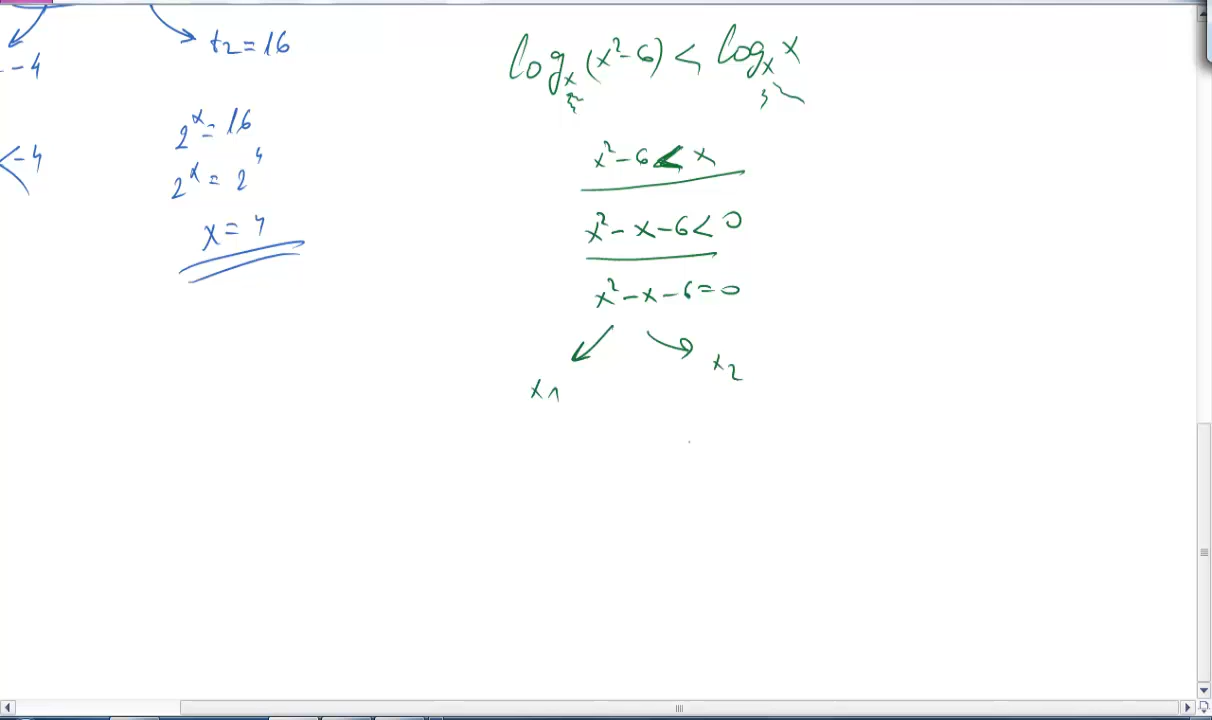 t2 = 16
-4
2^x = 16
<-4
2^x = 2^4
x = 4
log_x (x² - 6) < log_x x
x² - 6 < x
x² - x - 6 < 0
x² - x - 6 = 0
x1
x2